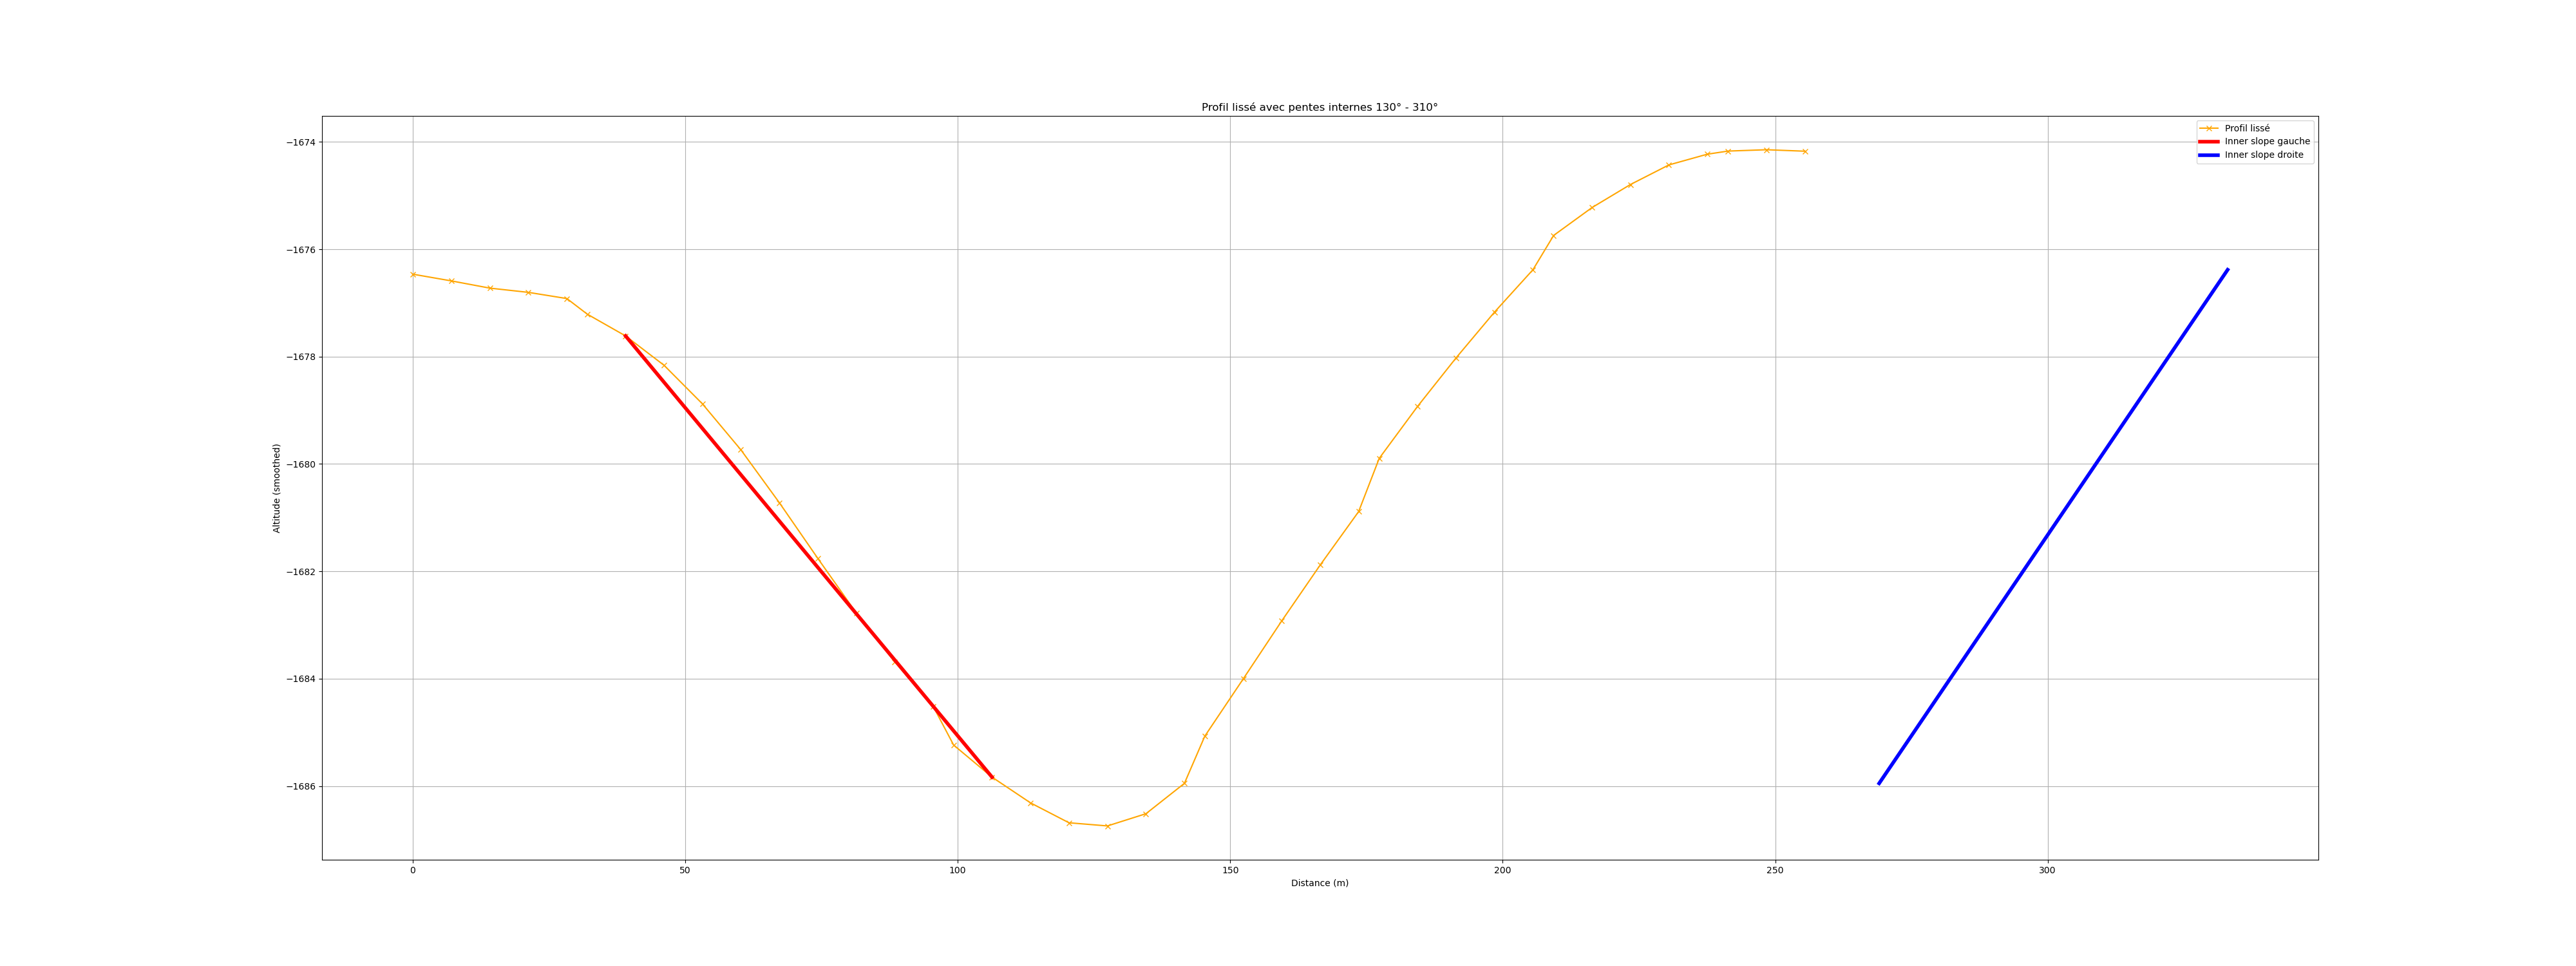 Profil lissé avec pentes internes 130° - 310°
Profil lissé
Inner slope gauche
Inner slope droite
Altitude (smoothed)
−1674
−1676
−1678
−1680
−1682
−1684
−1686
0
50
100
150
200
250
300
Distance (m)